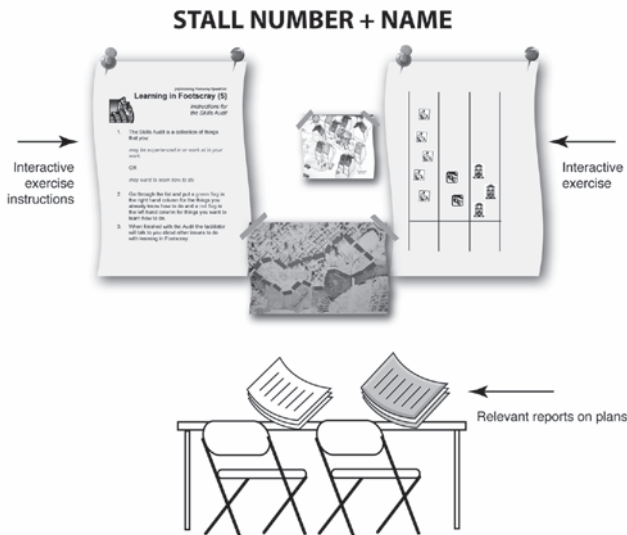 STALL NUMBER + NAME
Learning in Footscray (5)
Instructions for
the Skills Audit
1. The Skills Audit is a collection of things
that you
may be experienced in or work at in your
work
OR
may want to learn how to do
2. Go through the list and put a green flag in
the right hand column for the things you
already know how to do and a red flag in
the left hand column for things you want to
learn how to do
3. When finished with the Audit the facilitator
will talk to you about other issues to do
with learning in Footscray
Interactive
exercise
instructions
Interactive
exercise
Relevant reports on plans